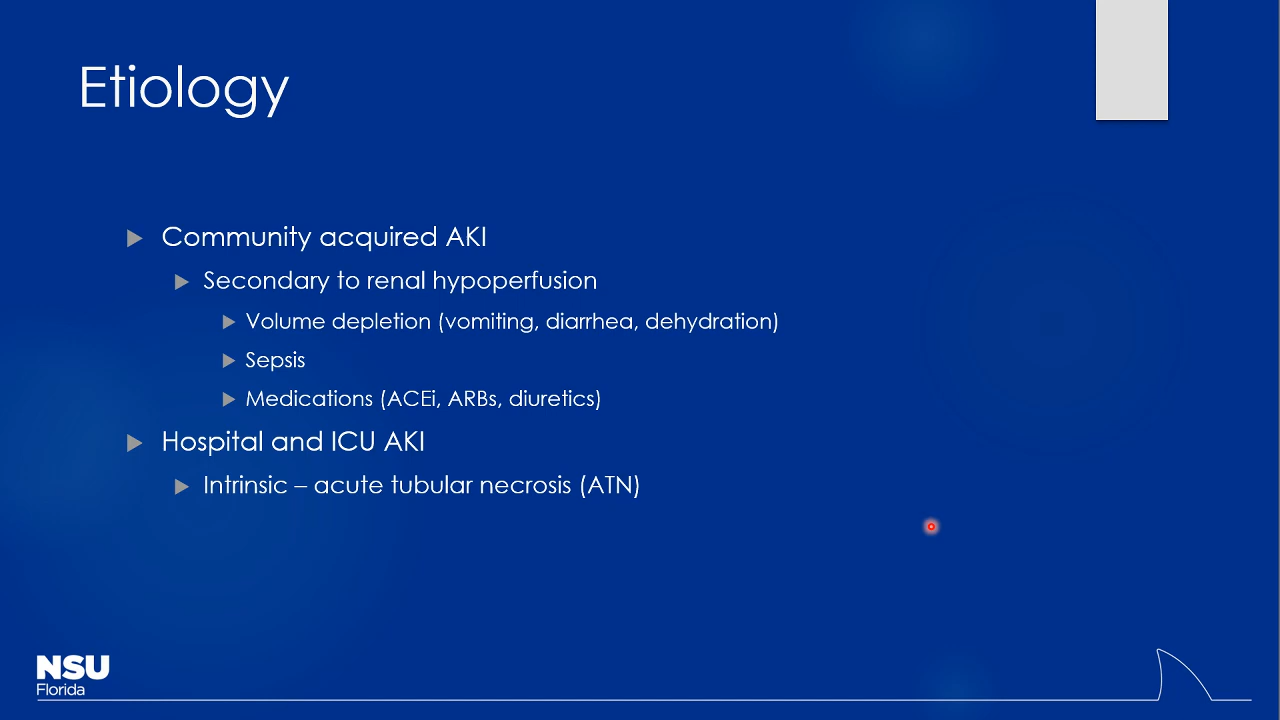 Etiology
Community acquired AKI
Secondary to renal hypoperfusion
Volume depletion (vomiting, diarrhea, dehydration)
Sepsis
Medications (ACEi, ARBs, diuretics)
Hospital and ICU AKI
Intrinsic – acute tubular necrosis (ATN)
NSU
Florida